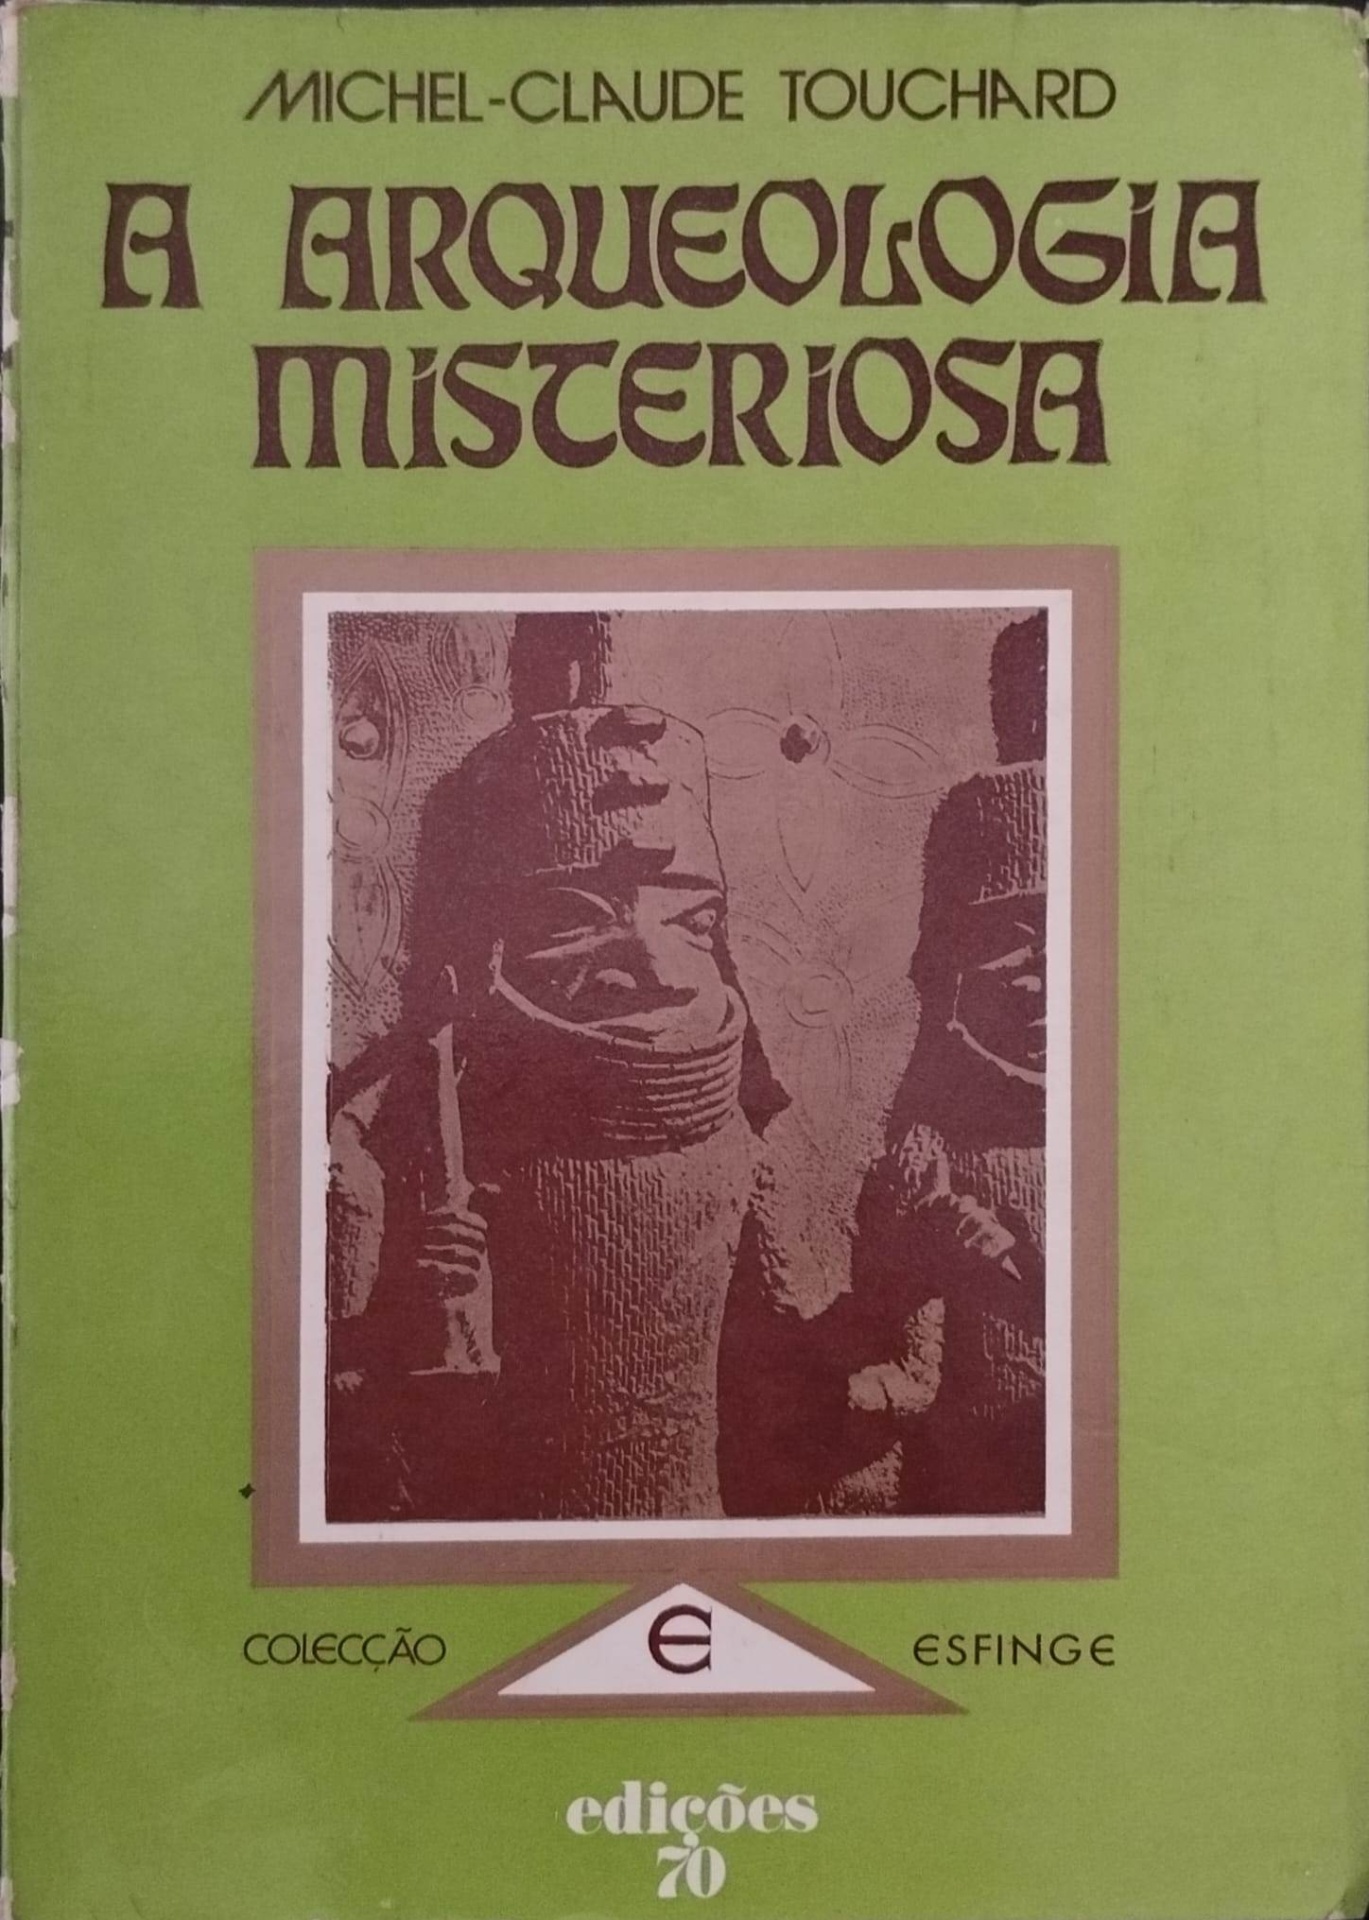 MICHEL-CLAUDE TOUCHARD
A ARQUEOLOGIA
MISTERIOSA
COLECÇÃO E ESFINGE
edições
70